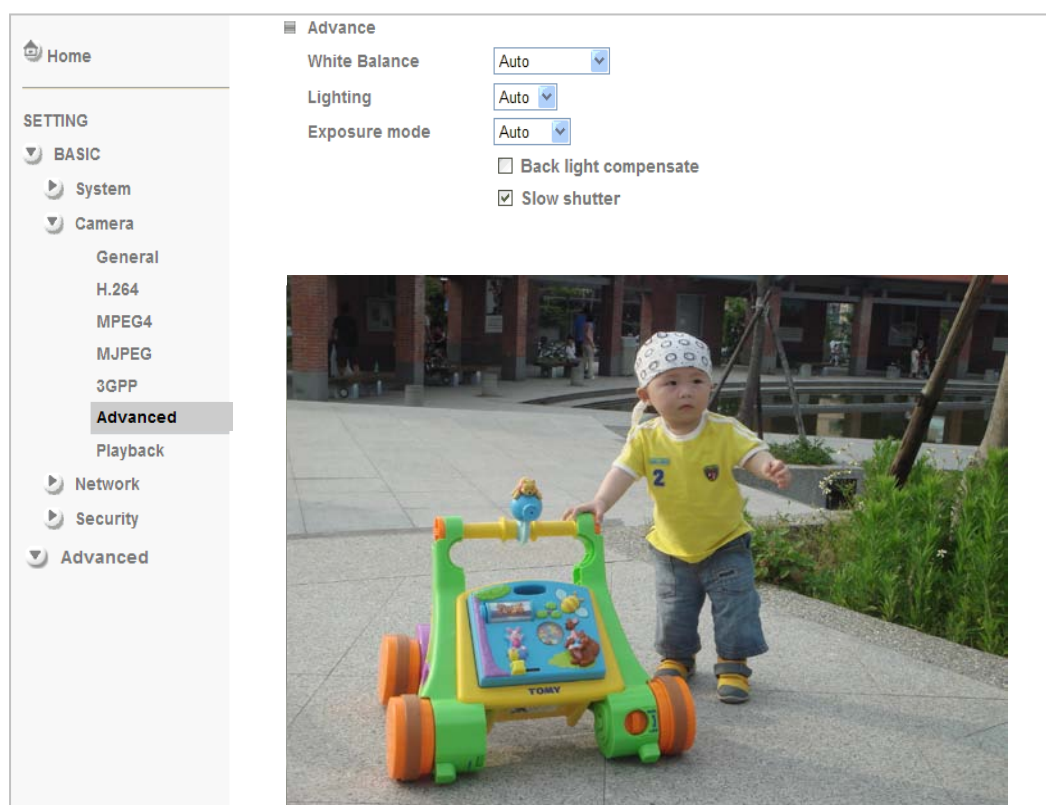 Home
SETTING
BASIC
System
Camera
General
H.264
MPEG4
MJPEG
3GPP
Advanced
Playback
Network
Security
Advanced
Advance
White Balance Auto
Lighting Auto
Exposure mode Auto
Back light compensate
Slow shutter
2
TOMY